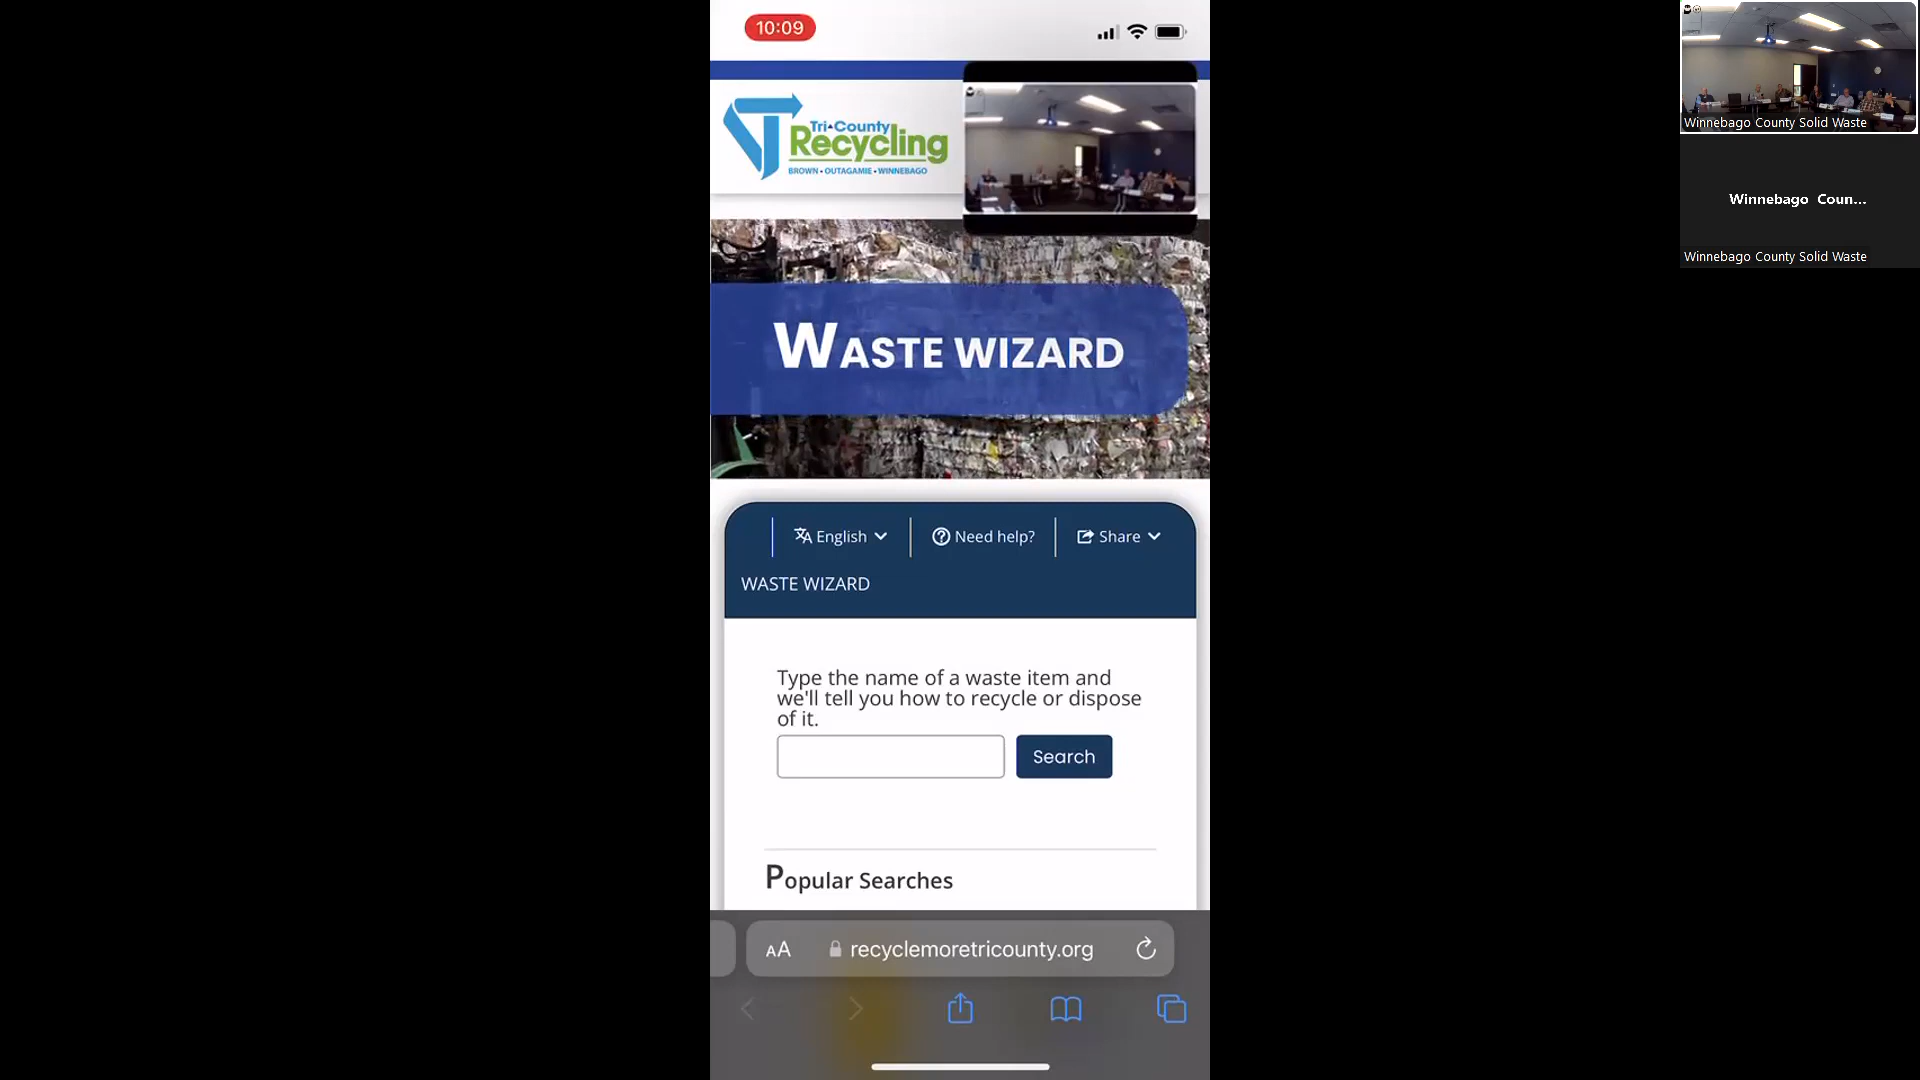 10:09
Tri-County
Recycling
BROWN • OUTAGAMIE • WINNEBAGO
WASTE WIZARD
English
Need help?
Share
WASTE WIZARD
Type the name of a waste item and
we'll tell you how to recycle or dispose
of it.
Search
Popular Searches
AA
recyclemoretricounty.org
Winnebago County Solid Waste
Winnebago Coun...
Winnebago County Solid Waste